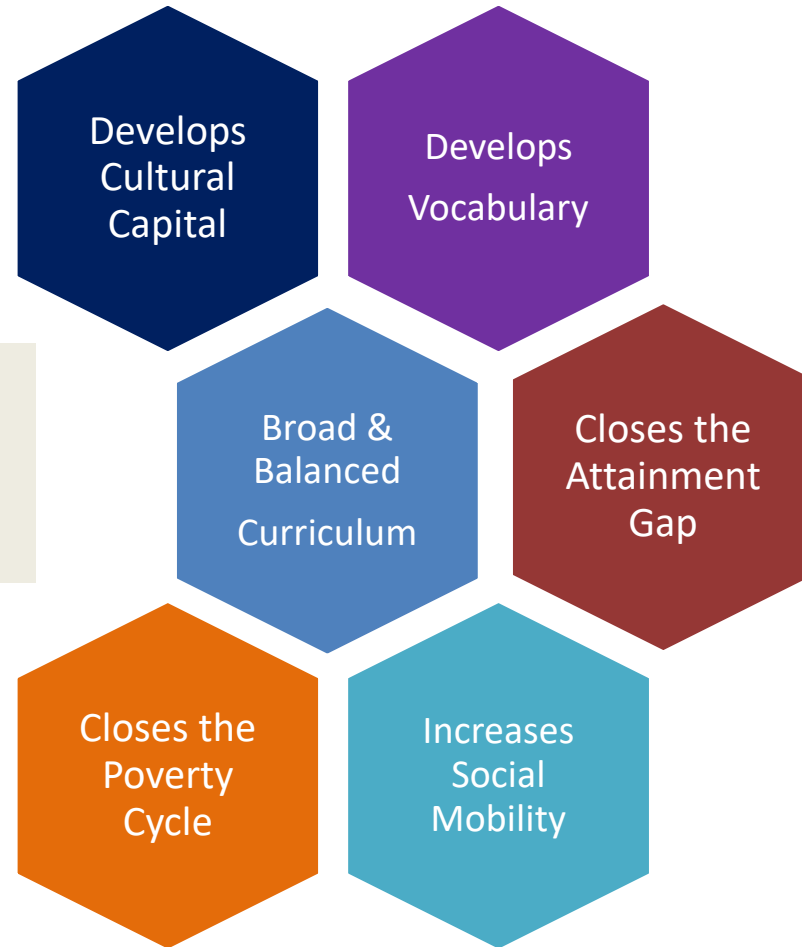 Develops
Cultural
Capital
Develops
Vocabulary
Broad &
Balanced
Curriculum
Closes the
Attainment
Gap
Closes the
Poverty
Cycle
Increases
Social
Mobility